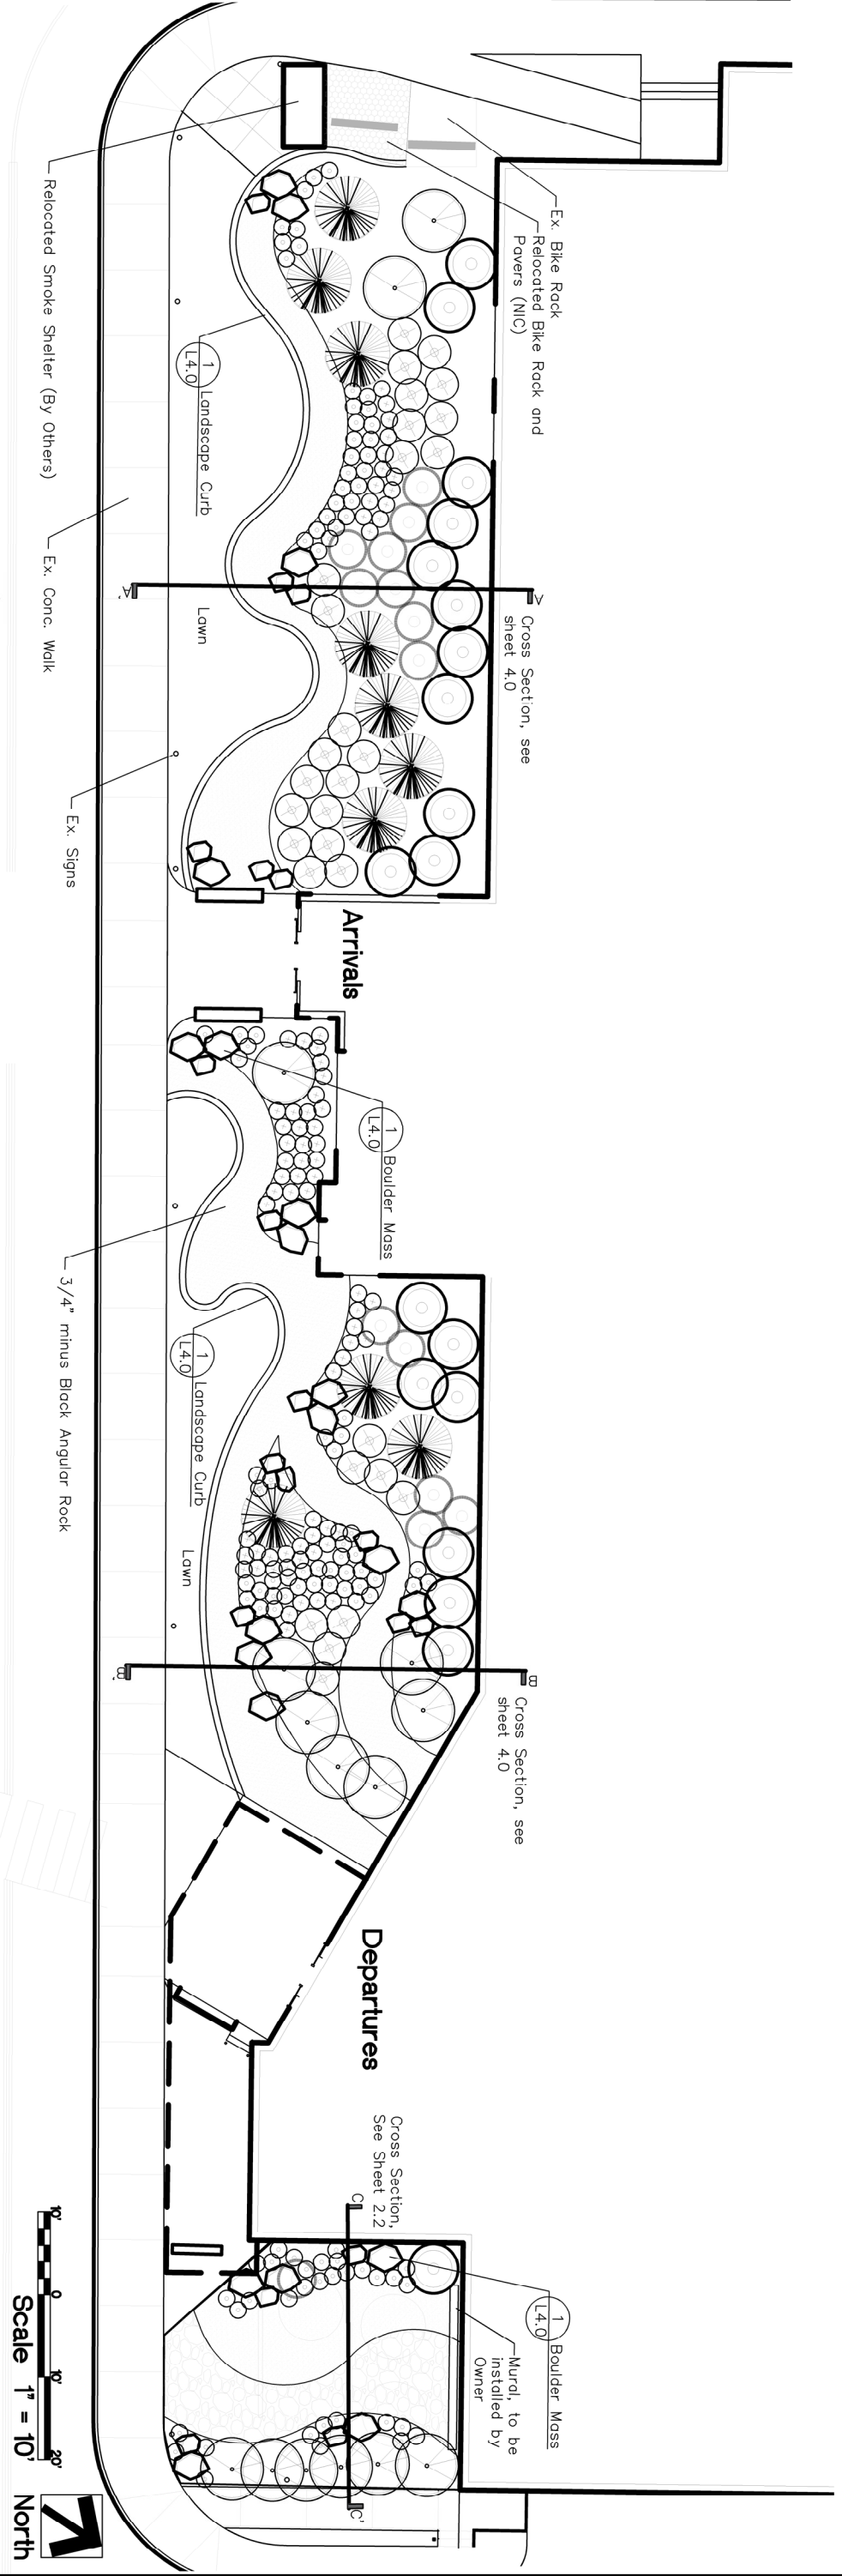 Ex. Bike Rack
Relocated Bike Rack and
Pavers (NIC)
Relocated Smoke Shelter (By Others)
1
L4.0
Landscape Curb
Ex. Conc. Walk
A'
A
Cross Section, see
sheet 4.0
Lawn
Ex. Signs
Arrivals
1
L4.0
Boulder Mass
3/4" minus Black Angular Rock
1
L4.0
Landscape Curb
Lawn
B'
B
Cross Section, see
sheet 4.0
Departures
Cross Section,
See Sheet 2.2
C
C'
1
L4.0
Boulder Mass
Mural, to be
installed by
Owner
10'
0
10'
20'
Scale 1" = 10'
North